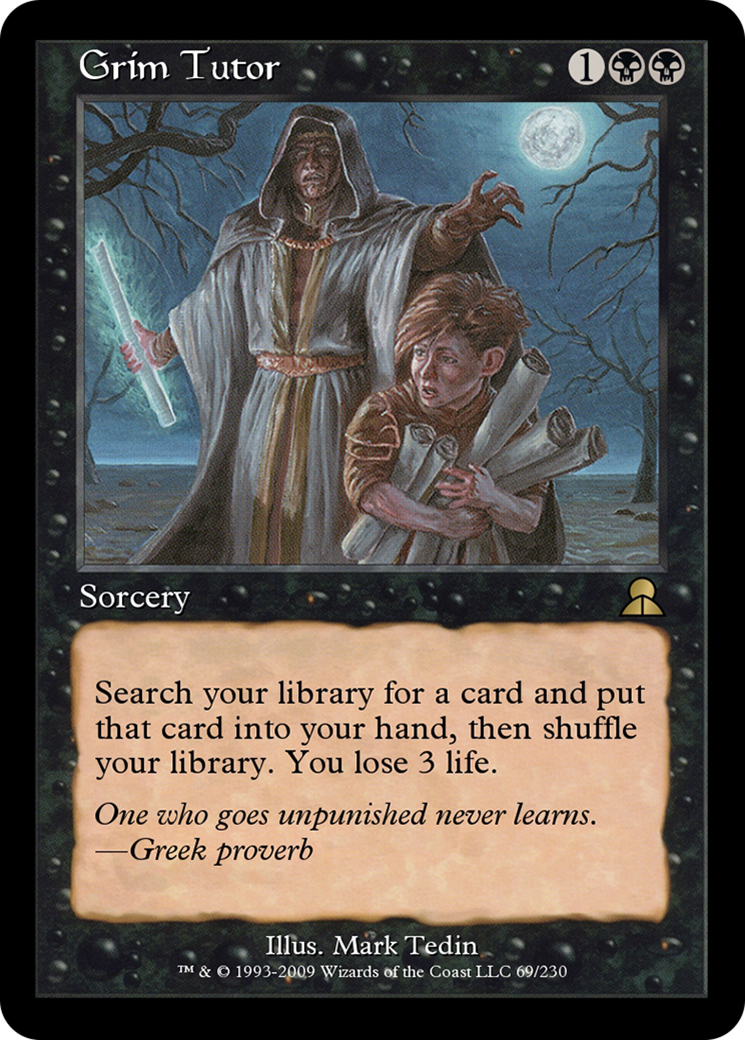 Grim Tutor
1
Sorcery
Search your library for a card and put
that card into your hand, then shuffle
your library. You lose 3 life.
One who goes unpunished never learns.
—Greek proverb
Illus. Mark Tedin
™ & © 1993-2009 Wizards of the Coast LLC 69/230